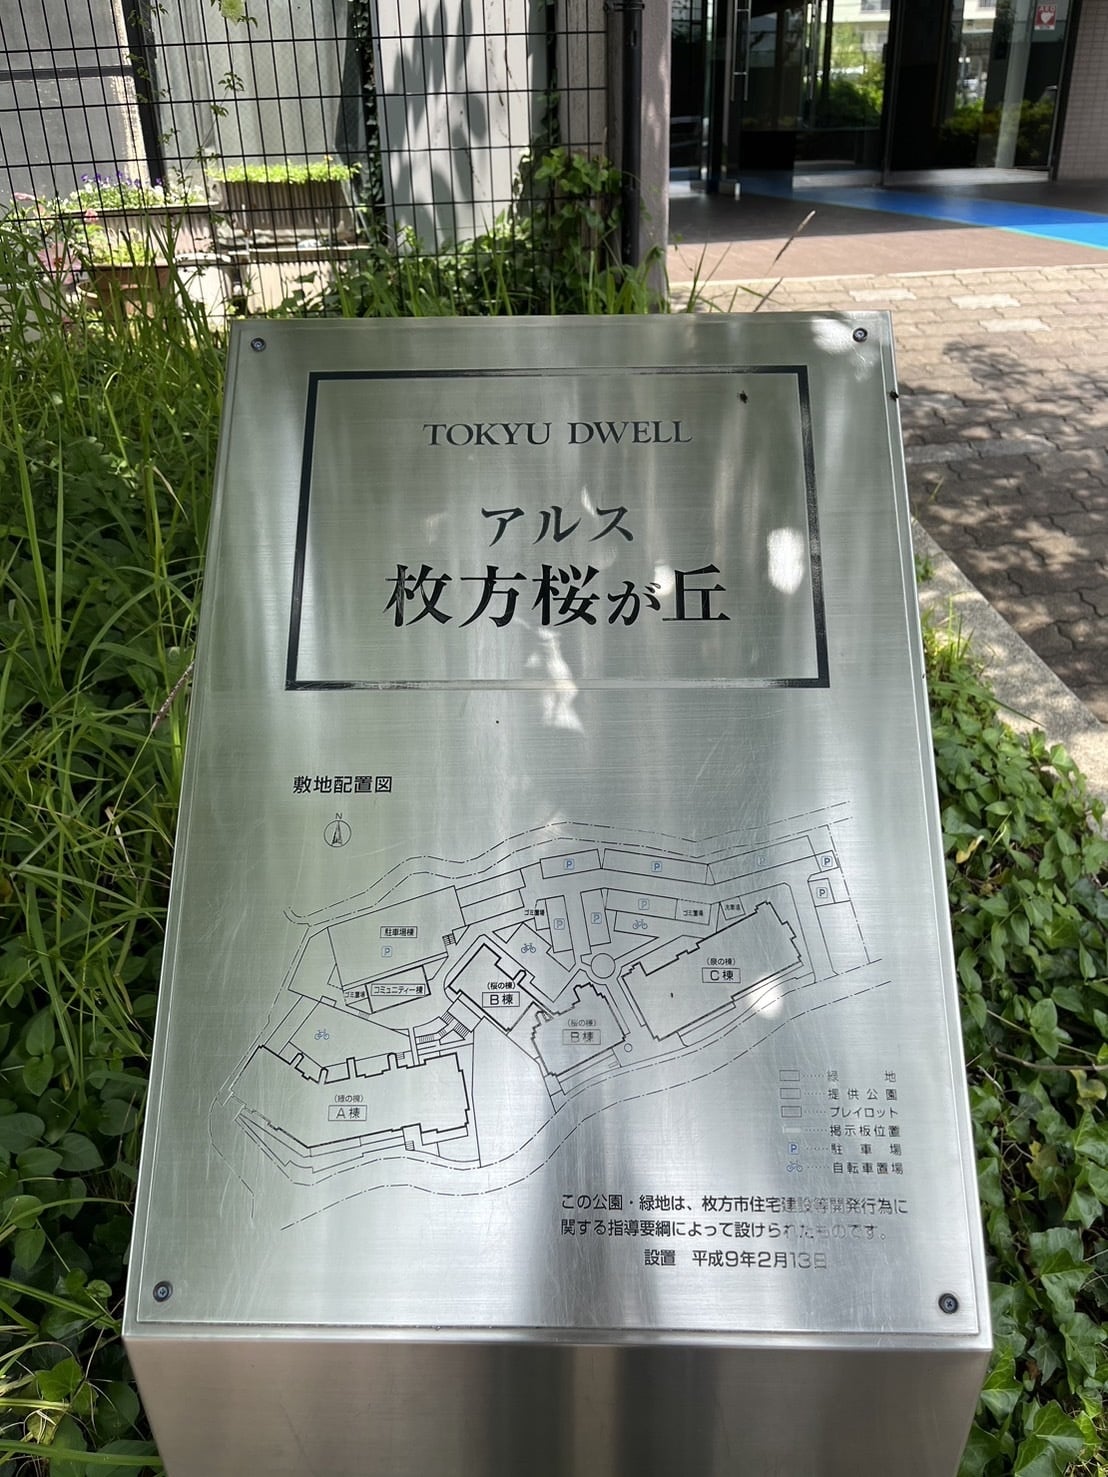 AED
TOKYU DWELL
アルス
枚方桜が丘
敷地配置図
N
P
P
P
P
P
ゴミ置場
P
P
P
ゴミ置場
駐車場棟
P
コミュニティー棟
ゴミ置場
(桜の棟)
B棟
(泉の棟)
C棟
(桜の棟)
B棟
(緑の棟)
A棟
……緑地
……提供公園
……プレイロット
……掲示板位置
P……駐車場
……自転車置場
この公園・緑地は、枚方市住宅建設等開発行為に
関する指導要綱によって設けられたものです。
設置 平成9年2月13日